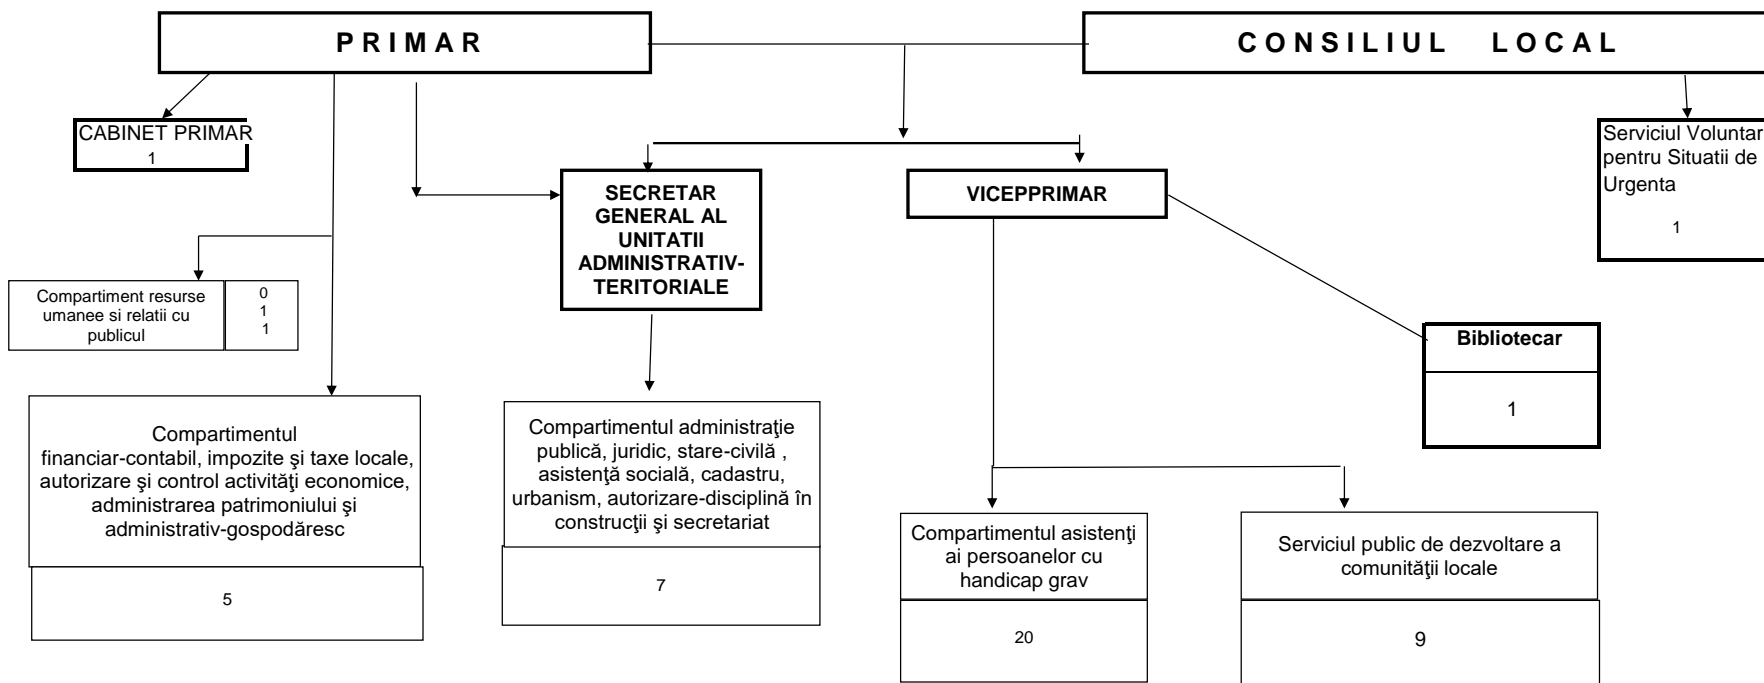 PRIMAR
CONSILIUL LOCAL
CABINET PRIMAR
1
Serviciul Voluntar
pentru Situatii de
Urgenta
1
SECRETAR
GENERAL AL
UNITATII
ADMINISTRATIV-
TERITORIALE
VICEPPRIMAR
Compartiment resurse
umanee si relatii cu
publicul
0
1
1
Bibliotecar
1
Compartimentul
financiar-contabil, impozite şi taxe locale,
autorizare şi control activităţi economice,
administrarea patrimoniului şi
administrativ-gospodăresc
5
Compartimentul administraţie
publică, juridic, stare-civilă ,
asistenţă socială, cadastru,
urbanism, autorizare-disciplină în
construcţii şi secretariat
7
Compartimentul asistenţi
ai persoanelor cu
handicap grav
20
Serviciul public de dezvoltare a
comunităţii locale
9